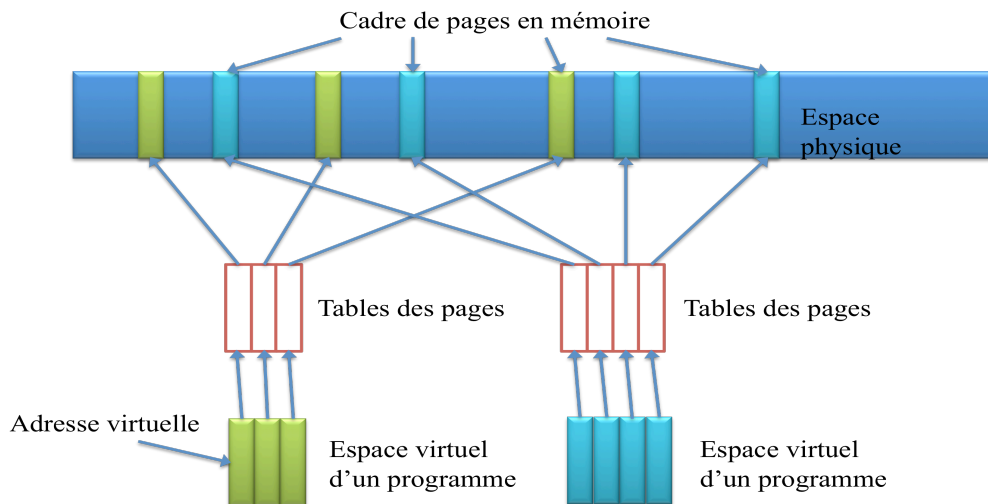 Cadre de pages en mémoire
Espace
physique
Tables des pages
Tables des pages
Adresse virtuelle
Espace virtuel
d’un programme
Espace virtuel
d’un programme